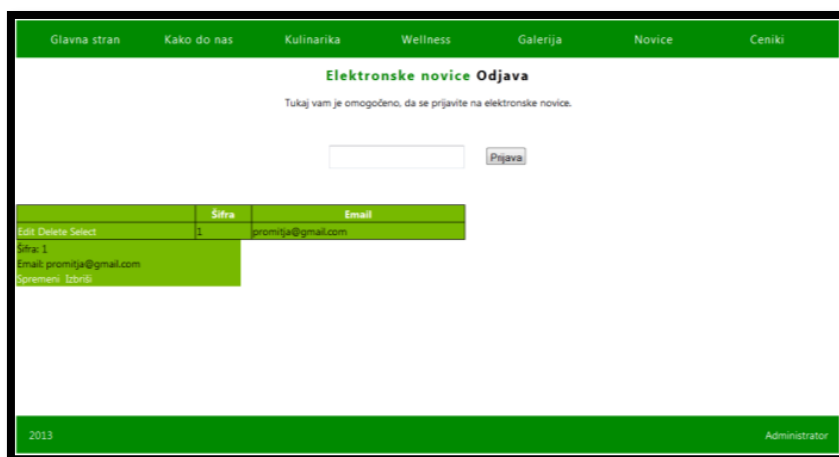 Glavna stran Kako do nas Kulinarika Wellness Galerija Novice Ceniki
Elektronske novice Odjava
Tukaj vam je omogočeno, da se prijavite na elektronske novice.
Prijava
Šifra Email
Edit Delete Select 1 promitja@gmail.com
Šifra: 1
Email: promitja@gmail.com
Spremeni Izbriši
2013 Administrator